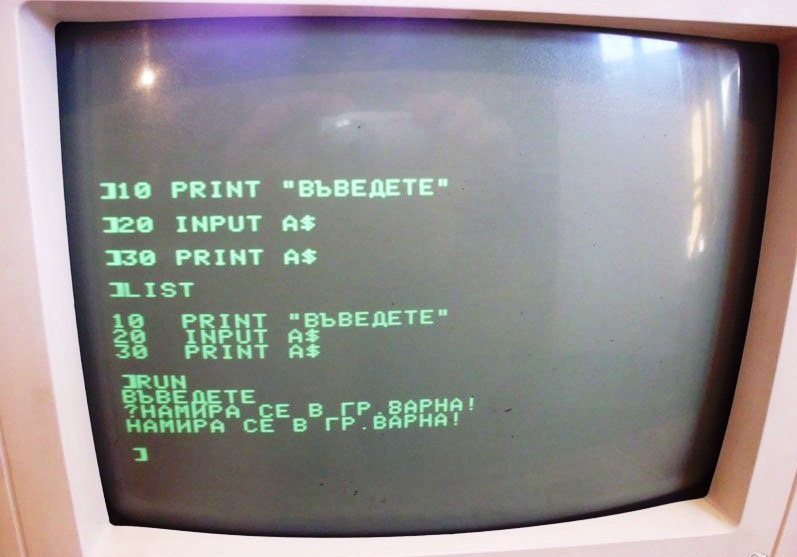 ]10 PRINT "ВЪВЕДЕТЕ"
]20 INPUT A$
]30 PRINT A$
]LIST
10  PRINT "ВЪВЕДЕТЕ"
20  INPUT A$
30  PRINT A$
]RUN
ВЪВЕДЕТЕ
?НАМИРА СЕ В ГР.ВАРНА!
НАМИРА СЕ В ГР.ВАРНА!
]